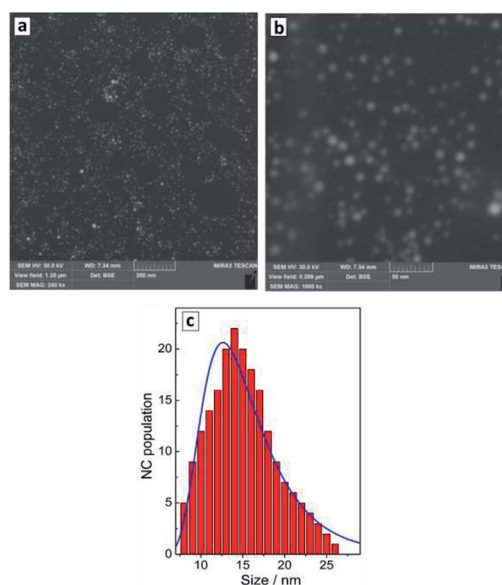 a
SEM HV: 30.0 kV WD: 7.34 mm MIRA3 TESCAN
View field: 1.20 µm Det: BSE 200 nm
SEM MAG: 240 kx
b
SEM HV: 30.0 kV WD: 7.34 mm MIRA3 TESCAN
View field: 0.289 µm Det: BSE 50 nm
SEM MAG: 1000 kx
c
NC population
20
15
10
5
0
10 15 20 25
Size / nm